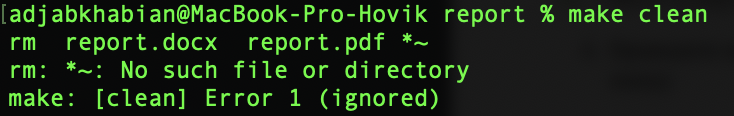 [adjabkhabian@MacBook-Pro-Hovik report % make clean
rm  report.docx  report.pdf *~
rm: *~: No such file or directory
make: [clean] Error 1 (ignored)